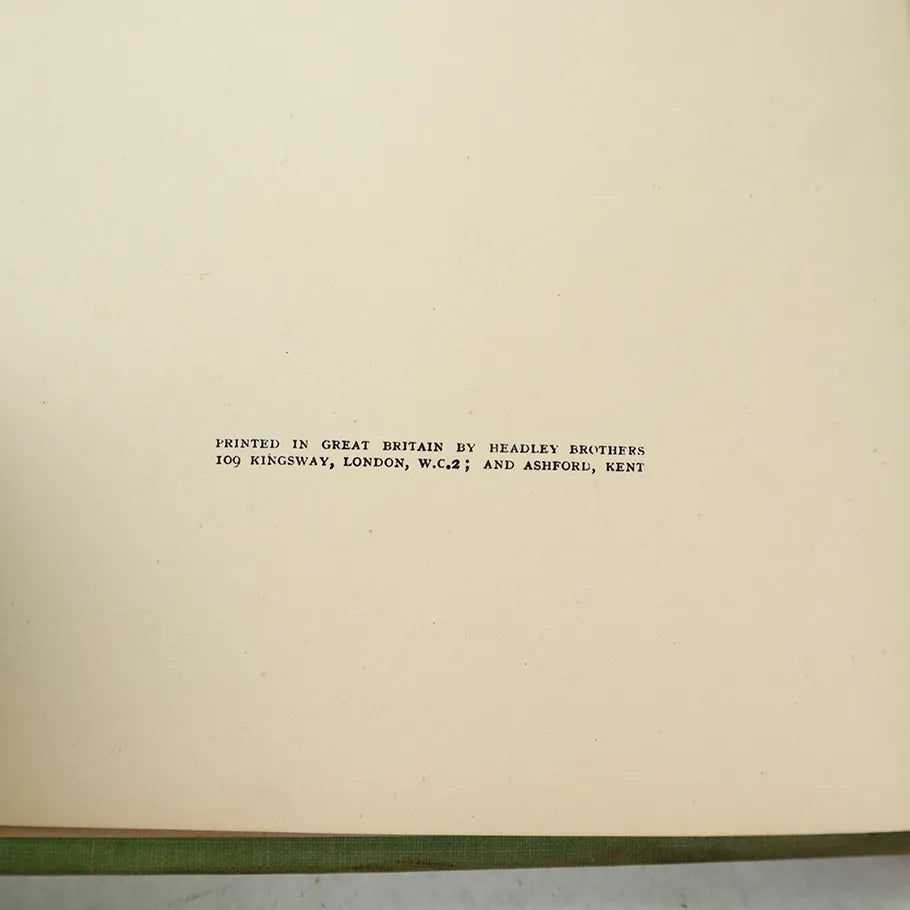 PRINTED IN GREAT BRITAIN BY HEADLEY BROTHERS
109 KINGSWAY, LONDON, W.C.2; AND ASHFORD, KENT